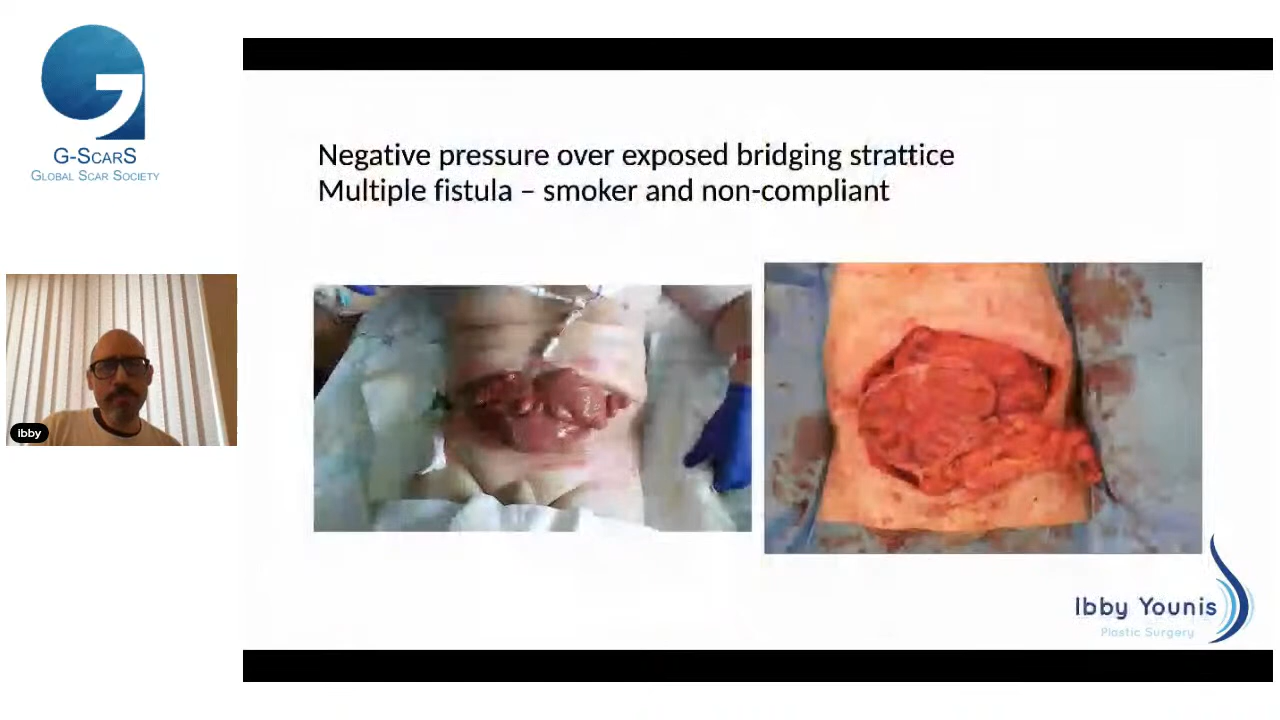 G-ScarS
Global Scar Society
Negative pressure over exposed bridging strattice
Multiple fistula – smoker and non-compliant
ibby
Ibby Younis
Plastic Surgery